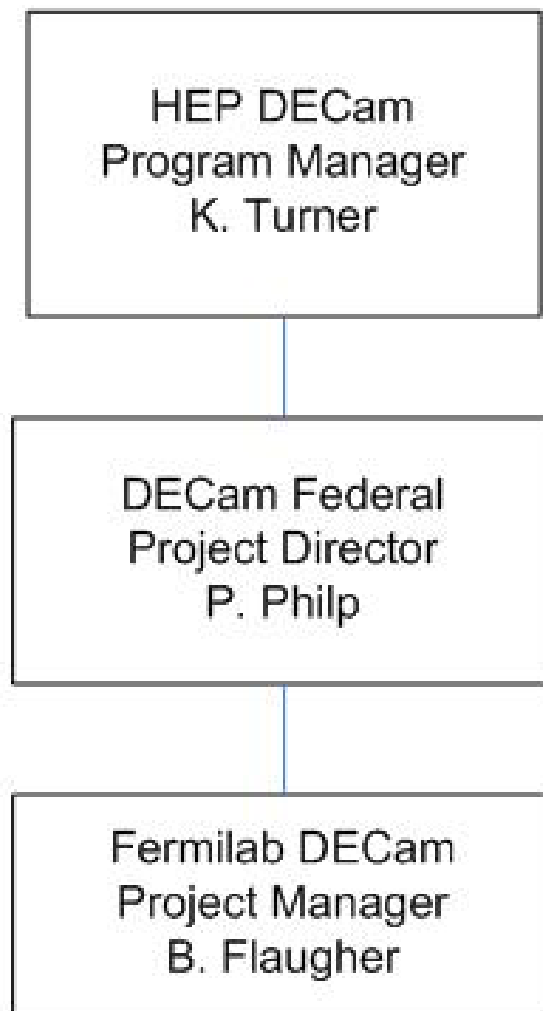 HEP DECam
Program Manager
K. Turner
DECam Federal
Project Director
P. Philp
Fermilab DECam
Project Manager
B. Flaugher